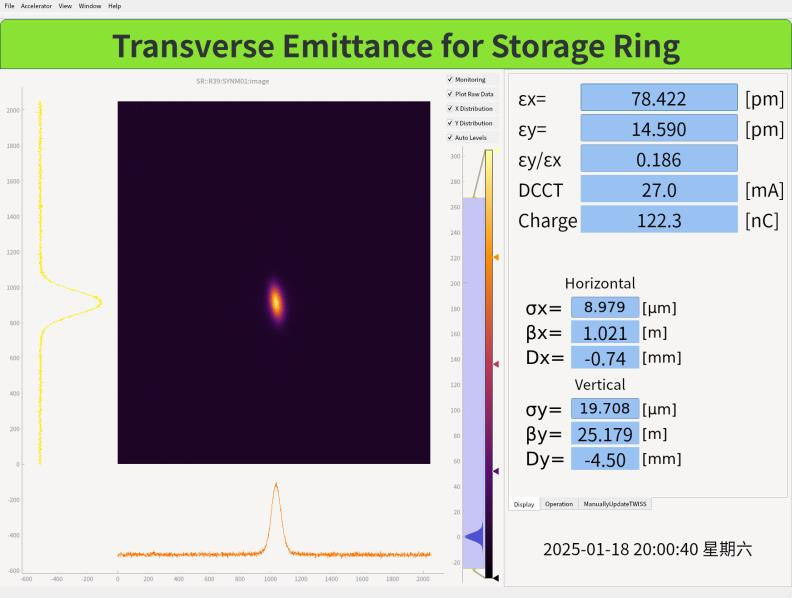 File Accelerator View Window Help
Transverse Emittance for Storage Ring
SR::R39:SYNM01:image
✓ Monitoring
✓ Plot Raw Data
✓ X Distribution
✓ Y Distribution
✓ Auto Levels
2000
1800
1600
1400
1200
1000
800
600
400
200
0
-200
-400
-600
-600 -400 -200 0 200 400 600 800 1000 1200 1400 1600 1800 2000
300
280
260
240
220
200
180
160
140
120
100
80
60
40
20
0
-20
εx= 78.422 [pm]
εy= 14.590 [pm]
εy/εx 0.186
DCCT 27.0 [mA]
Charge 122.3 [nC]
Horizontal
σx= 8.979 [μm]
βx= 1.021 [m]
Dx= -0.74 [mm]
Vertical
σy= 19.708 [μm]
βy= 25.179 [m]
Dy= -4.50 [mm]
Display Operation ManuallyUpdateTWISS
2025-01-18 20:00:40 星期六